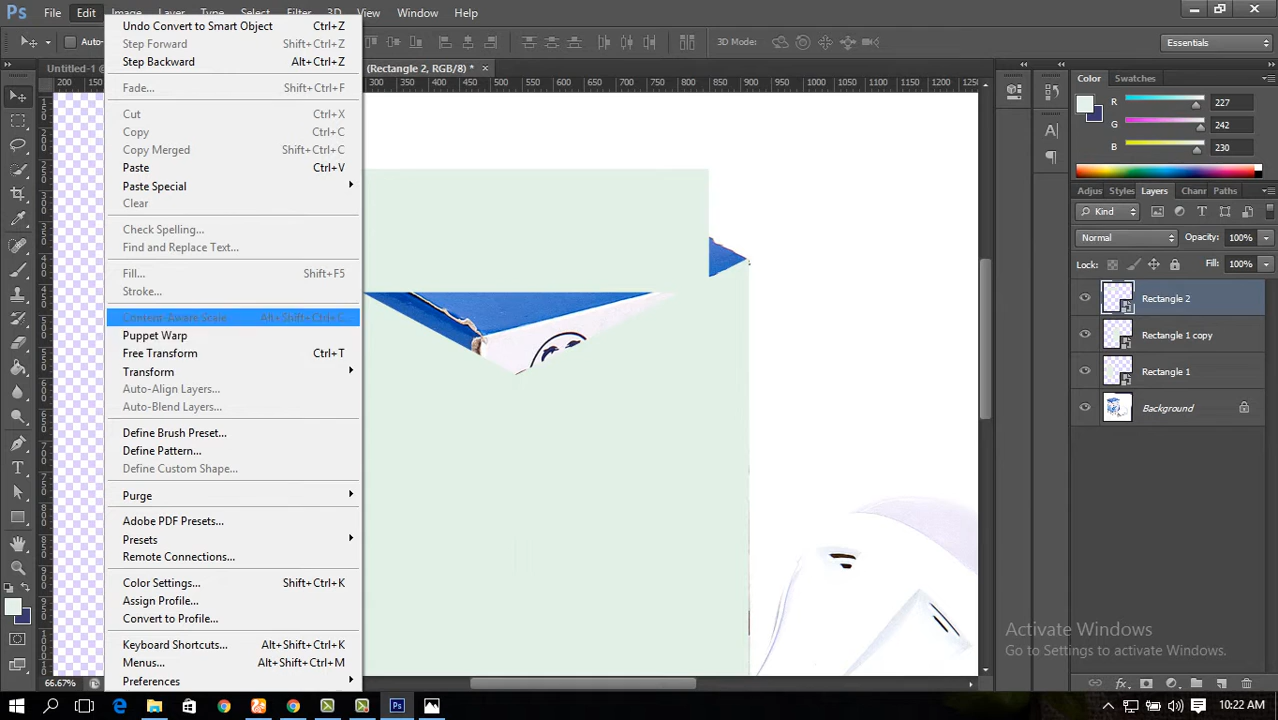 Ps File Edit Image Layer Type Select Filter 3D View Window Help
Auto- 3D Mode: Essentials
Untitled-1 (Rectangle 2, RGB/8) * ×
Undo Convert to Smart Object Ctrl+Z
Step Forward Shift+Ctrl+Z
Step Backward Alt+Ctrl+Z
Fade... Shift+Ctrl+F
Cut Ctrl+X
Copy Ctrl+C
Copy Merged Shift+Ctrl+C
Paste Ctrl+V
Paste Special
Clear
Check Spelling...
Find and Replace Text...
Fill... Shift+F5
Stroke...
Content-Aware Scale Alt+Shift+Ctrl+C
Puppet Warp
Free Transform Ctrl+T
Transform
Auto-Align Layers...
Auto-Blend Layers...
Define Brush Preset...
Define Pattern...
Define Custom Shape...
Purge
Adobe PDF Presets...
Presets
Remote Connections...
Color Settings... Shift+Ctrl+K
Assign Profile...
Convert to Profile...
Keyboard Shortcuts... Alt+Shift+Ctrl+K
Menus... Alt+Shift+Ctrl+M
Preferences
200 150 300 350 400 450 500 550 600 650 700 750 800 850 900 950 1000 1050 1100 1150 1200 1250
Color Swatches
R 227
G 242
B 230
Adjus Styles Layers Chanr Paths
Kind
Normal Opacity: 100%
Lock: Fill: 100%
Rectangle 2
Rectangle 1 copy
Rectangle 1
Background
Activate Windows
Go to Settings to activate Windows.
66.67%
10:22 AM